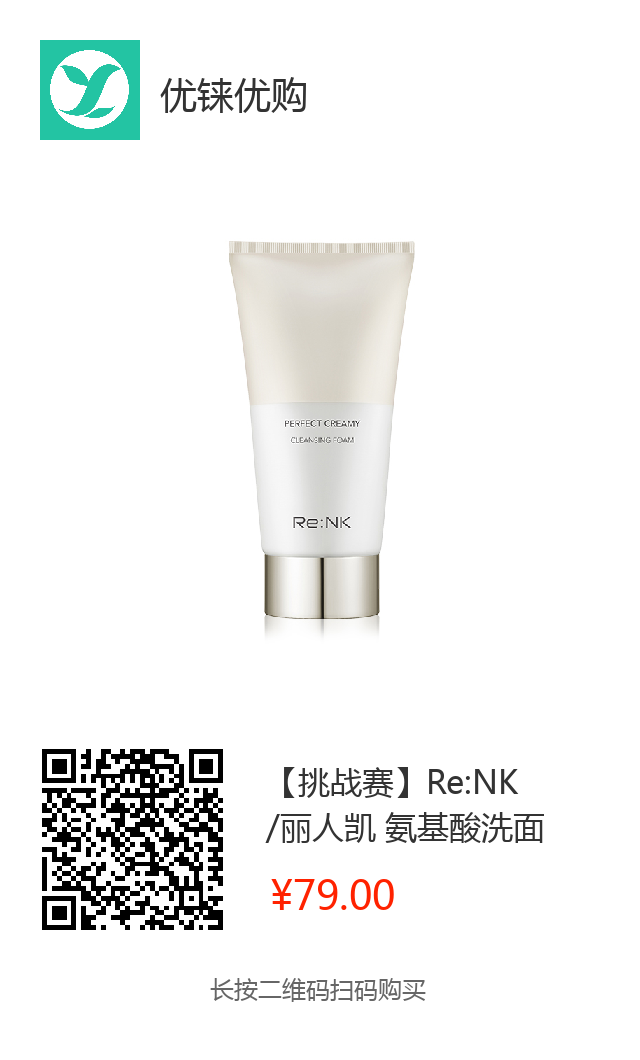 优铼优购
PERFECT CREAMY
CLEANSING FOAM
Re:NK
【挑战赛】Re:NK
/丽人凯 氨基酸洗面
¥79.00
长按二维码扫码购买